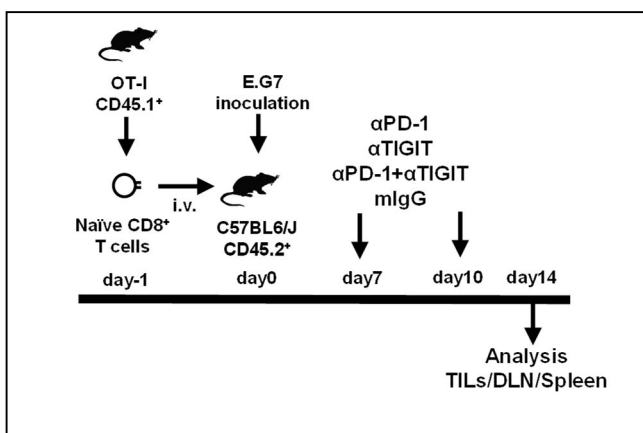 OT-I
CD45.1⁺
E.G7
inoculation
αPD-1
αTIGIT
αPD-1+αTIGIT
mIgG
i.v.
Naïve CD8⁺
T cells
C57BL6/J
CD45.2⁺
day-1
day0
day7
day10
day14
Analysis
TILs/DLN/Spleen